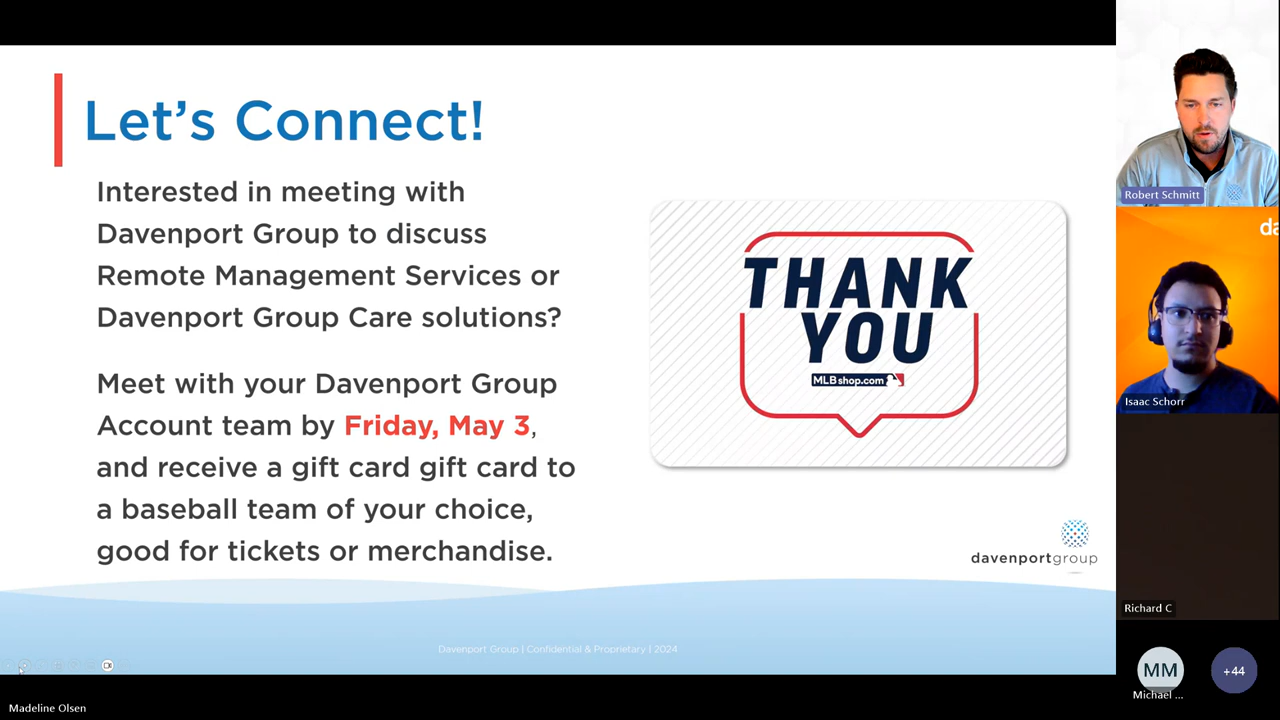 Let's Connect!
Interested in meeting with
Davenport Group to discuss
Remote Management Services or
Davenport Group Care solutions?
Meet with your Davenport Group
Account team by Friday, May 3,
and receive a gift card gift card to
a baseball team of your choice,
good for tickets or merchandise.
THANK
YOU
MLBshop.com
davenportgroup
Davenport Group | Confidential & Proprietary | 2024
Madeline Olsen
Robert Schmitt
da
Isaac Schorr
Richard C
MM
Michael ...
+44